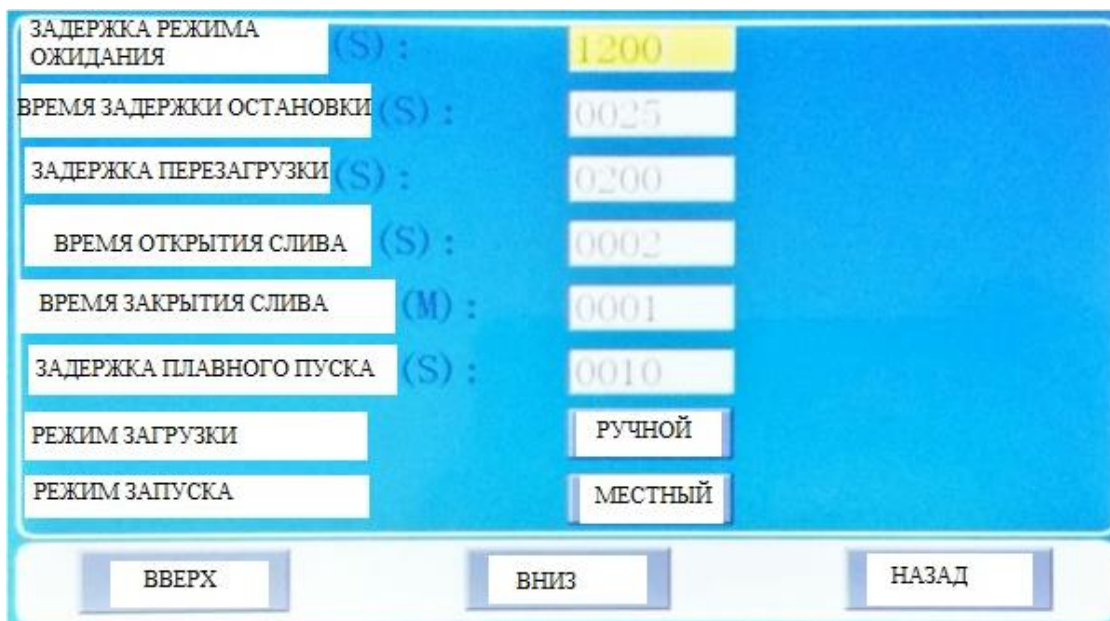 ЗАДЕРЖКА РЕЖИМА
ОЖИДАНИЯ (S) : 1200
ВРЕМЯ ЗАДЕРЖКИ ОСТАНОВКИ (S) : 0025
ЗАДЕРЖКА ПЕРЕЗАГРУЗКИ (S) : 0200
ВРЕМЯ ОТКРЫТИЯ СЛИВА (S) : 0002
ВРЕМЯ ЗАКРЫТИЯ СЛИВА (M) : 0001
ЗАДЕРЖКА ПЛАВНОГО ПУСКА (S) : 0010
РЕЖИМ ЗАГРУЗКИ РУЧНОЙ
РЕЖИМ ЗАПУСКА МЕСТНЫЙ
ВВЕРХ ВНИЗ НАЗАД